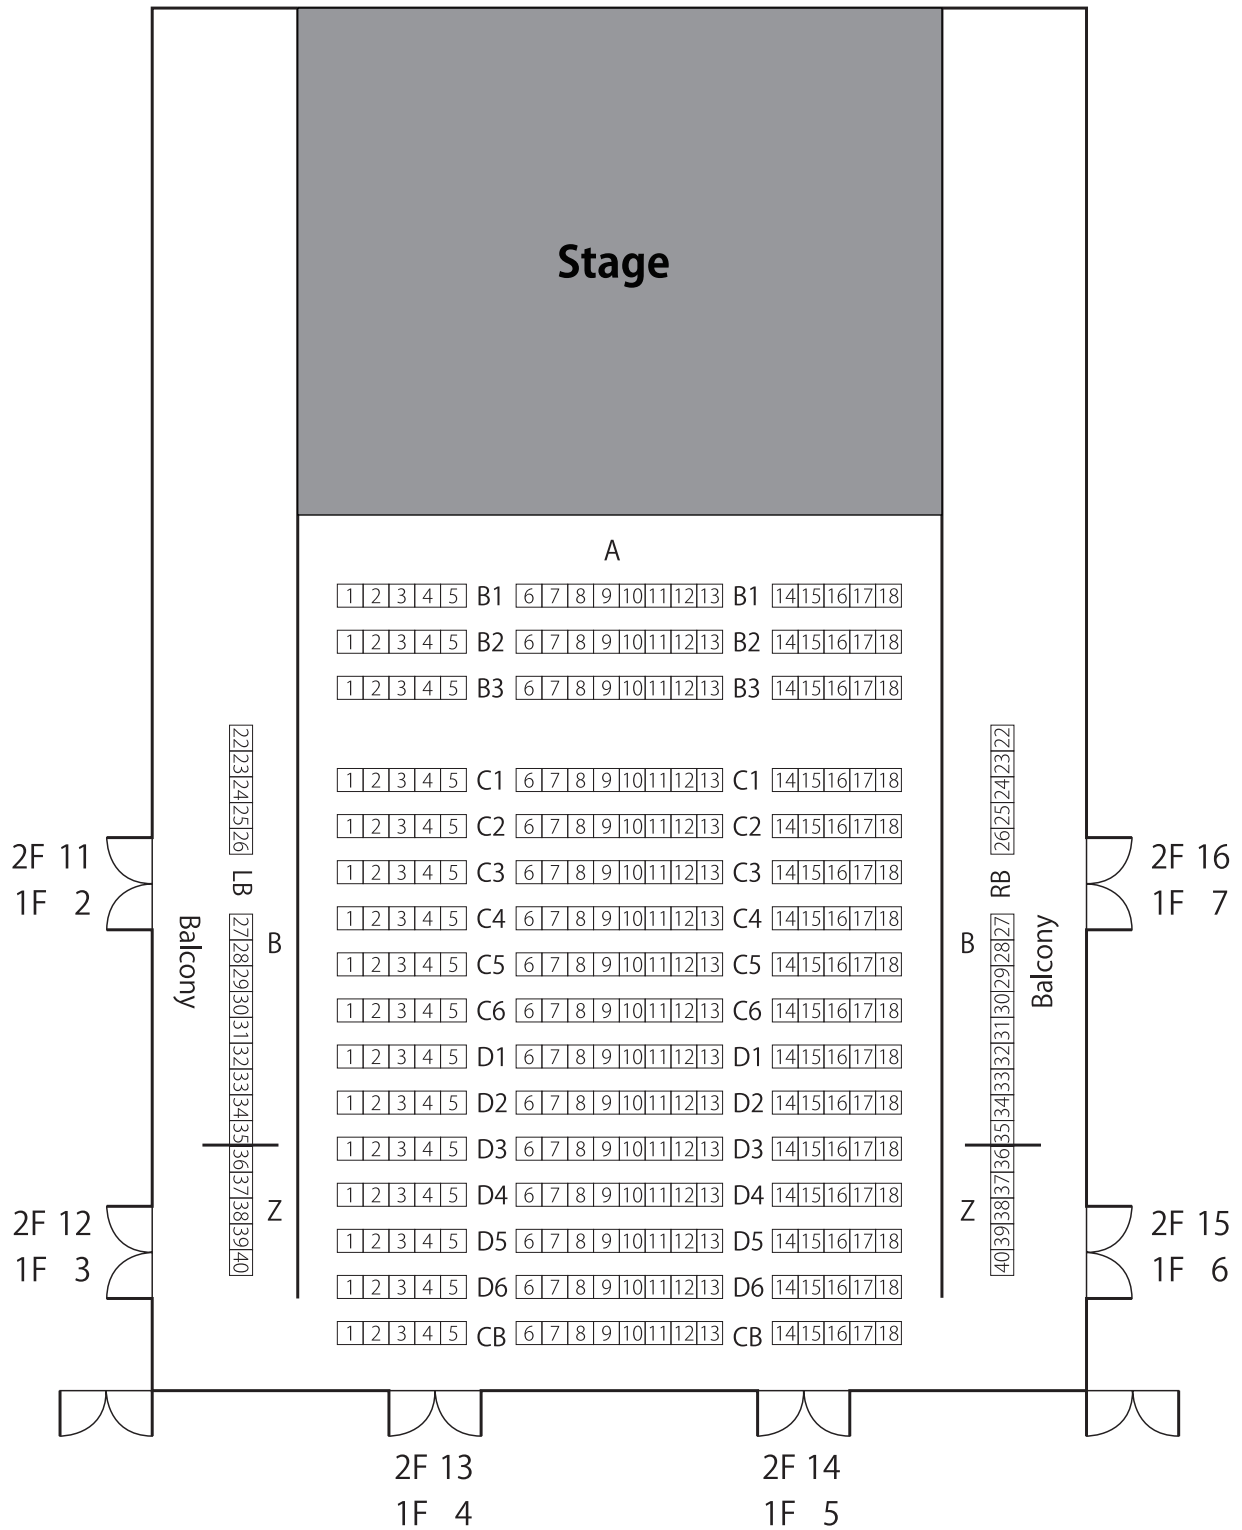 Stage
A
1 2 3 4 5 B1 6 7 8 9 10 11 12 13 B1 14 15 16 17 18
1 2 3 4 5 B2 6 7 8 9 10 11 12 13 B2 14 15 16 17 18
1 2 3 4 5 B3 6 7 8 9 10 11 12 13 B3 14 15 16 17 18
1 2 3 4 5 C1 6 7 8 9 10 11 12 13 C1 14 15 16 17 18
1 2 3 4 5 C2 6 7 8 9 10 11 12 13 C2 14 15 16 17 18
1 2 3 4 5 C3 6 7 8 9 10 11 12 13 C3 14 15 16 17 18
1 2 3 4 5 C4 6 7 8 9 10 11 12 13 C4 14 15 16 17 18
1 2 3 4 5 C5 6 7 8 9 10 11 12 13 C5 14 15 16 17 18
1 2 3 4 5 C6 6 7 8 9 10 11 12 13 C6 14 15 16 17 18
1 2 3 4 5 D1 6 7 8 9 10 11 12 13 D1 14 15 16 17 18
1 2 3 4 5 D2 6 7 8 9 10 11 12 13 D2 14 15 16 17 18
1 2 3 4 5 D3 6 7 8 9 10 11 12 13 D3 14 15 16 17 18
1 2 3 4 5 D4 6 7 8 9 10 11 12 13 D4 14 15 16 17 18
1 2 3 4 5 D5 6 7 8 9 10 11 12 13 D5 14 15 16 17 18
1 2 3 4 5 D6 6 7 8 9 10 11 12 13 D6 14 15 16 17 18
1 2 3 4 5 CB 6 7 8 9 10 11 12 13 CB 14 15 16 17 18
22 23 24 25 26 LB 27 28 29 30 31 32 33 34 35 36 37 38 39 40
Balcony
B
Z
22 23 24 25 26 RB 27 28 29 30 31 32 33 34 35 36 37 38 39 40
Balcony
B
Z
2F 11
1F 2
2F 12
1F 3
2F 16
1F 7
2F 15
1F 6
2F 13
1F 4
2F 14
1F 5